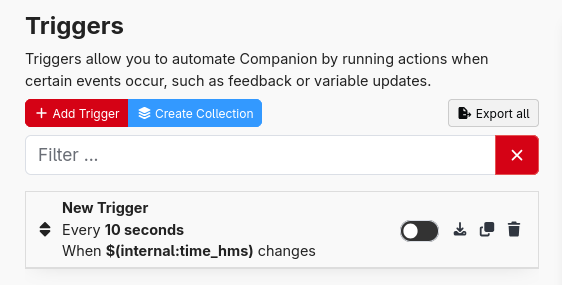 Triggers
Triggers allow you to automate Companion by running actions when
certain events occur, such as feedback or variable updates.
Add Trigger Create Collection Export all
Filter ...
New Trigger
Every 10 seconds
When $(internal:time_hms) changes